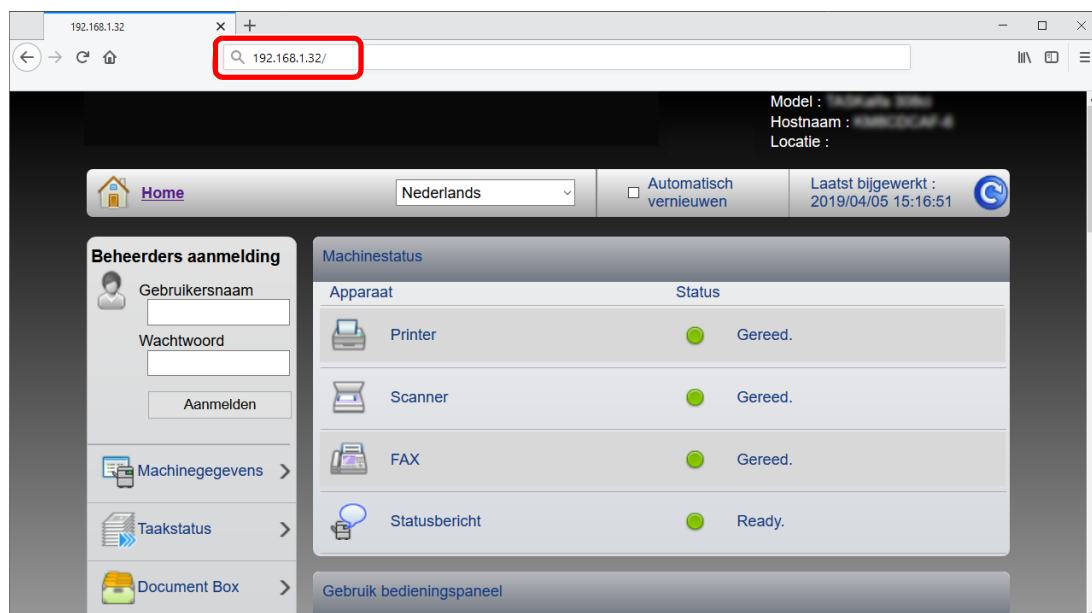 192.168.1.32
192.168.1.32/
Model :
Hostnaam :
Locatie :
Home
Nederlands
Automatisch
vernieuwen
Laatst bijgewerkt :
2019/04/05 15:16:51
Beheerders aanmelding
Gebruikersnaam
Wachtwoord
Aanmelden
Machinegegevens
Taakstatus
Document Box
Machinestatus
Apparaat Status
Printer Gereed.
Scanner Gereed.
FAX Gereed.
Statusbericht Ready.
Gebruik bedieningspaneel